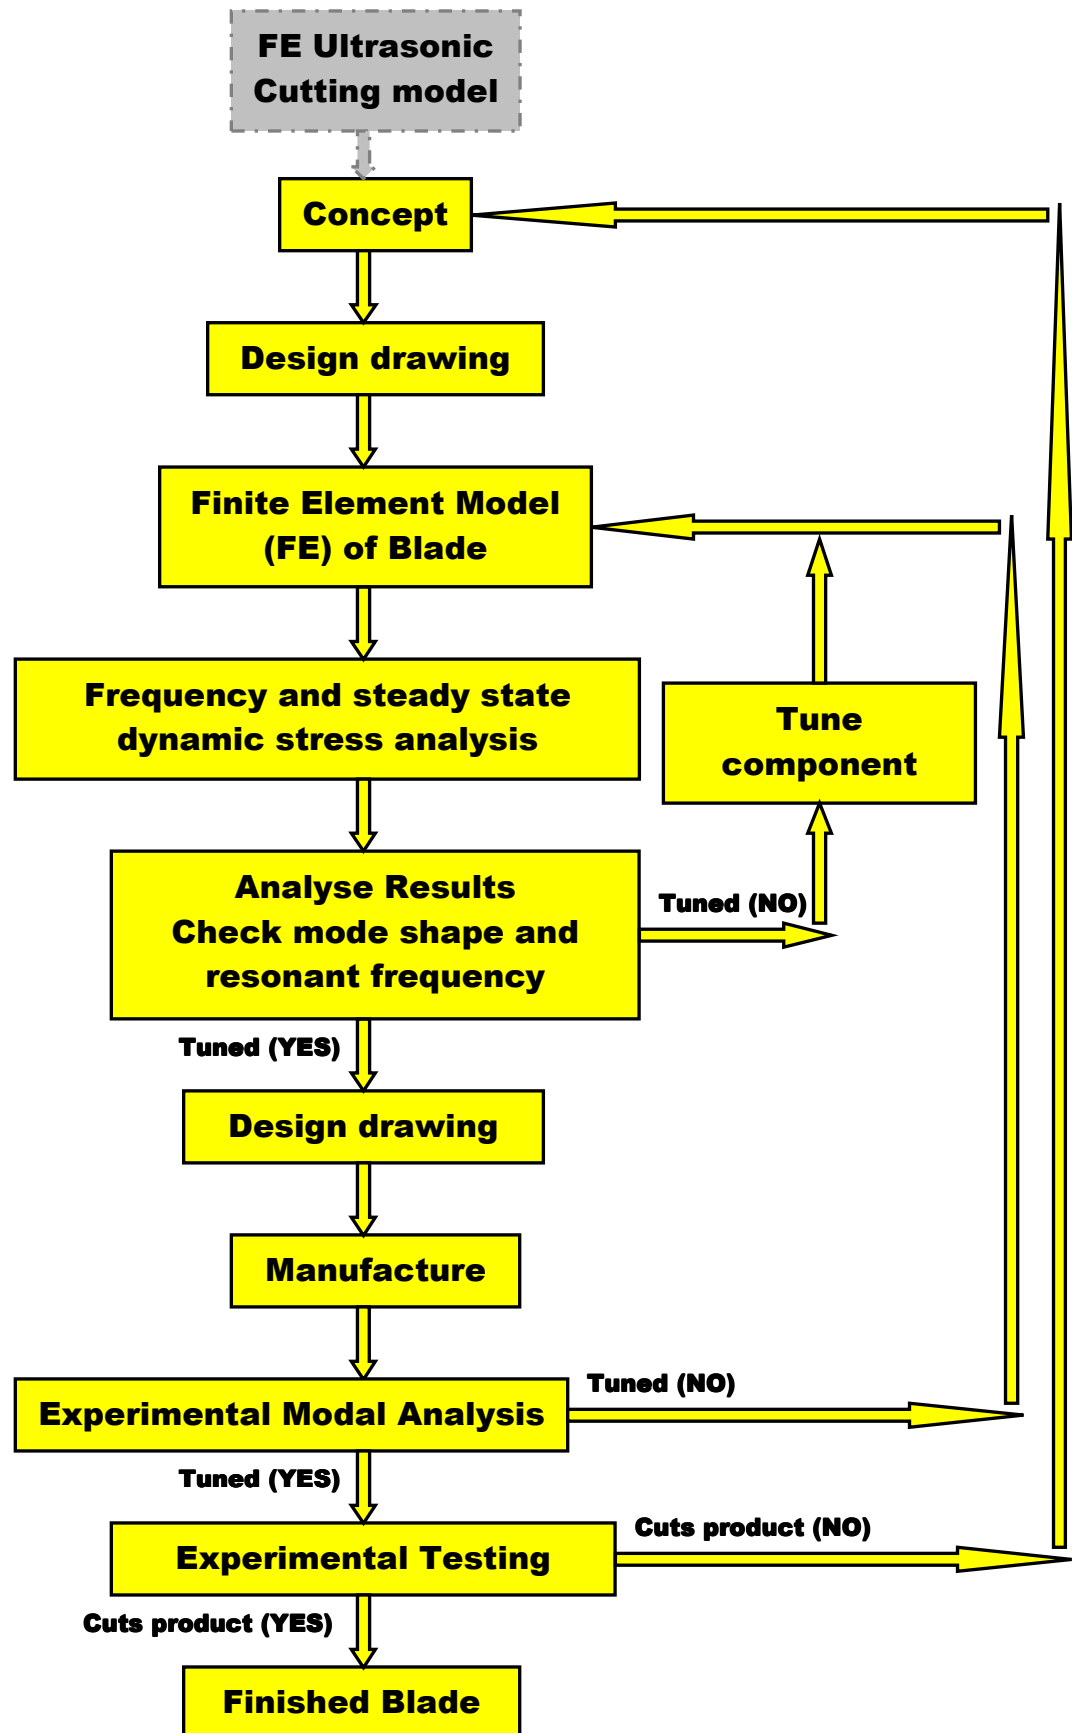 FE Ultrasonic
Cutting model
Concept
Design drawing
Finite Element Model
(FE) of Blade
Frequency and steady state
dynamic stress analysis
Tune
component
Analyse Results
Check mode shape and
resonant frequency
Tuned (NO)
Tuned (YES)
Design drawing
Manufacture
Experimental Modal Analysis
Tuned (NO)
Tuned (YES)
Experimental Testing
Cuts product (NO)
Cuts product (YES)
Finished Blade